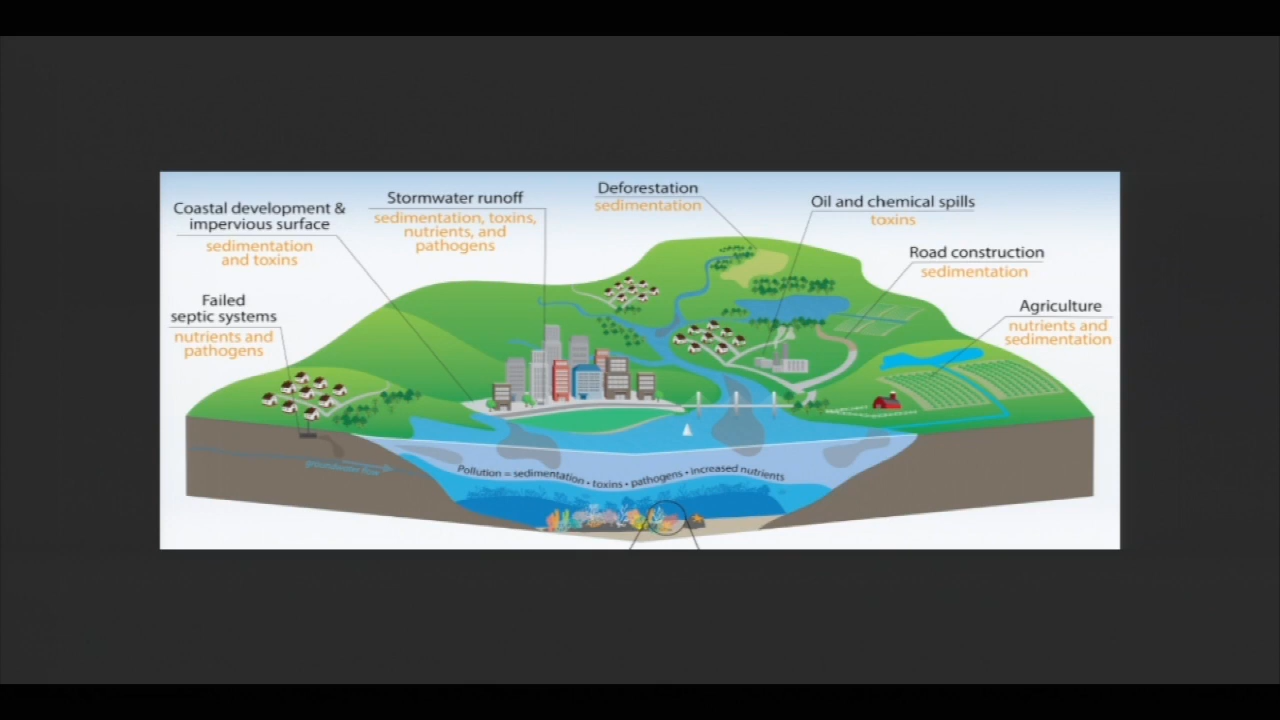 Coastal development &
impervious surface
sedimentation
and toxins
Stormwater runoff
sedimentation, toxins,
nutrients, and
pathogens
Deforestation
sedimentation
Oil and chemical spills
toxins
Road construction
sedimentation
Agriculture
nutrients and
sedimentation
Failed
septic systems
nutrients and
pathogens
groundwater flow
Pollution = sedimentation • toxins • pathogens • increased nutrients